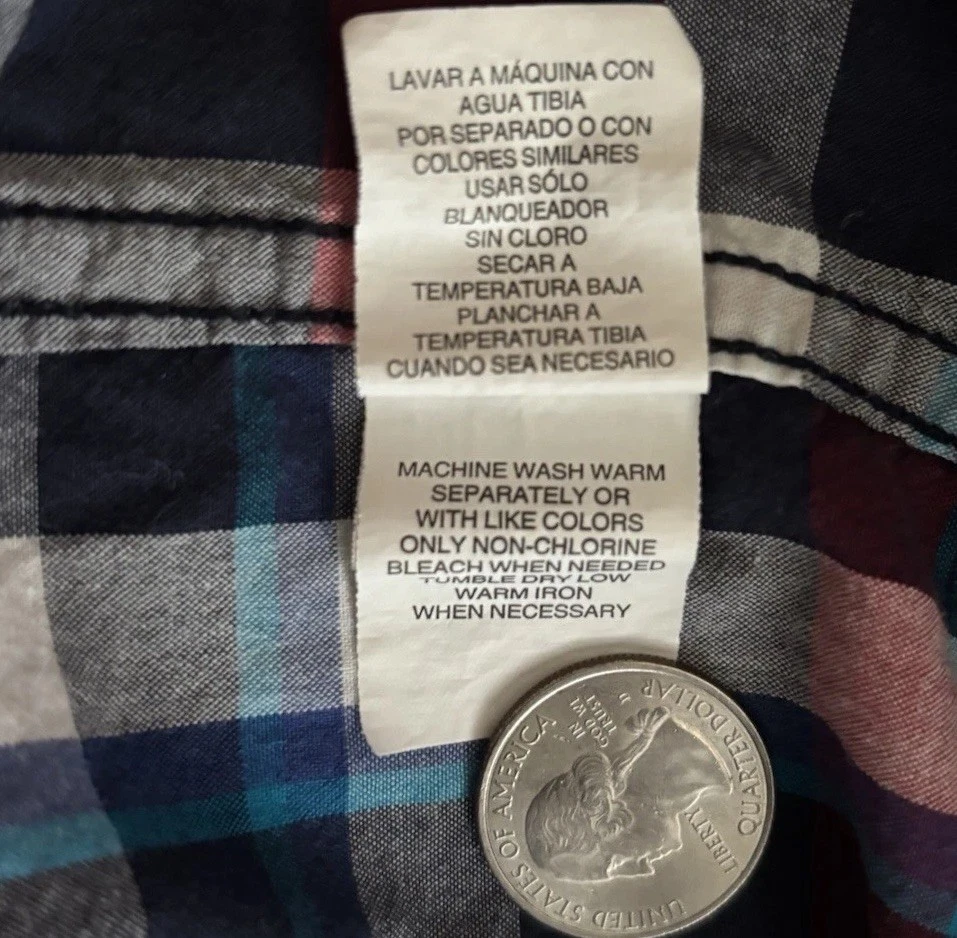 LAVAR A MÁQUINA CON
AGUA TIBIA
POR SEPARADO O CON
COLORES SIMILARES
USAR SÓLO
BLANQUEADOR
SIN CLORO
SECAR A
TEMPERATURA BAJA
PLANCHAR A
TEMPERATURA TIBIA
CUANDO SEA NECESARIO
MACHINE WASH WARM
SEPARATELY OR
WITH LIKE COLORS
ONLY NON-CHLORINE
BLEACH WHEN NEEDED
TUMBLE DRY LOW
WARM IRON
WHEN NECESSARY
UNITED STATES OF AMERICA
IN
GOD WE
TRUST
LIBERTY
QUARTER DOLLAR